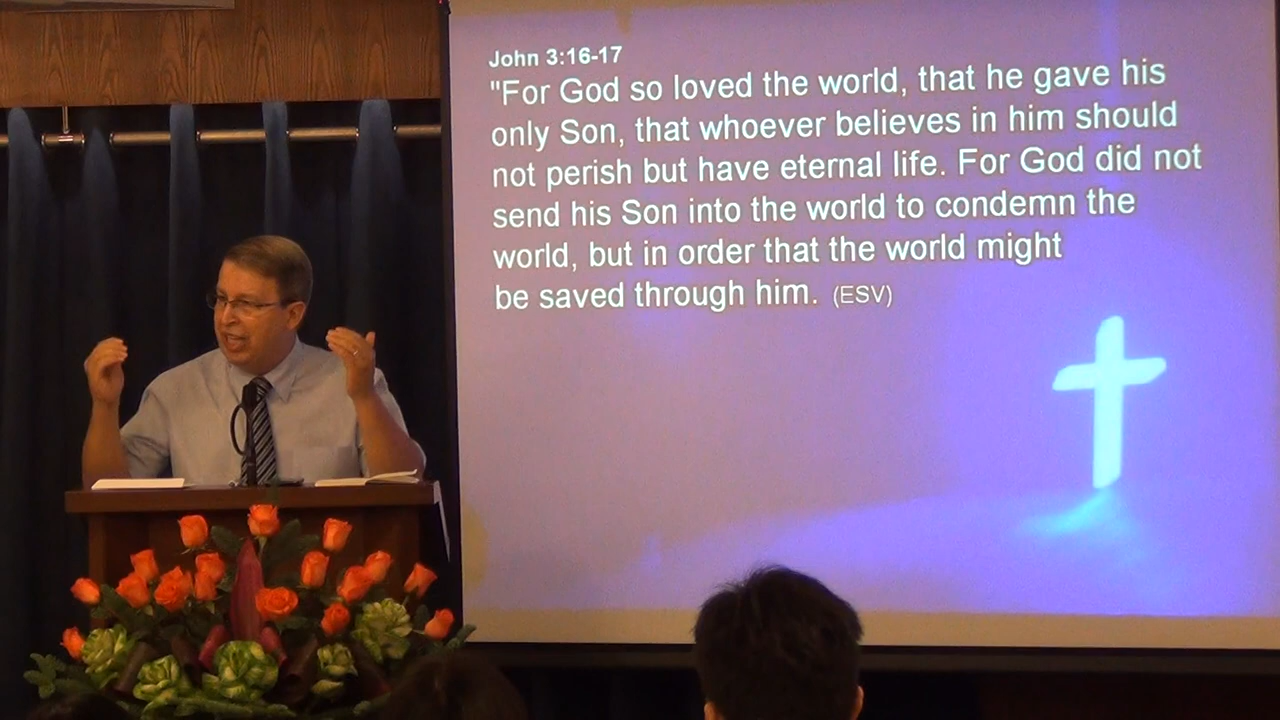 John 3:16-17
"For God so loved the world, that he gave his
only Son, that whoever believes in him should
not perish but have eternal life. For God did not
send his Son into the world to condemn the
world, but in order that the world might
be saved through him. (ESV)